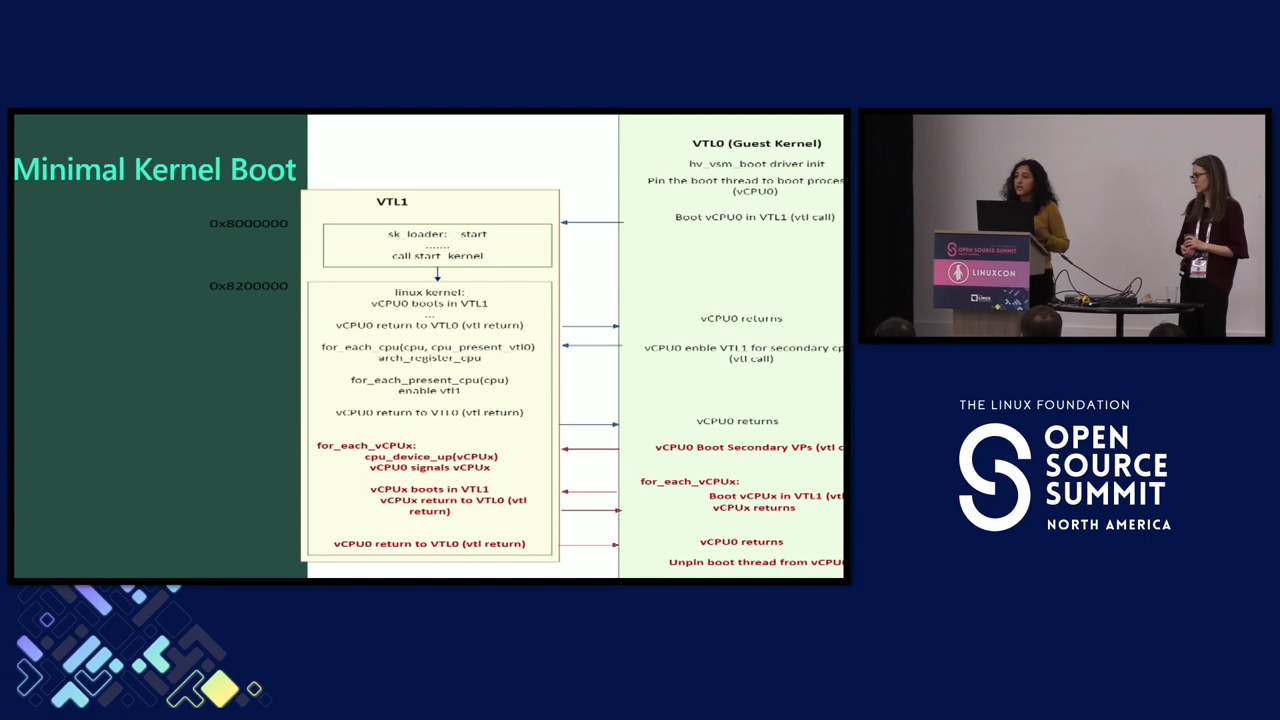 Minimal Kernel Boot
0x8000000
0x8200000
VTL1
sk_loader: __start
.......
call start_kernel
linux kernel:
vCPU0 boots in VTL1
...
vCPU0 return to VTL0 (vtl return)
for_each_cpu(cpu, cpu_present_vtl0)
arch_register_cpu
for_each_present_cpu(cpu)
enable vtl1
vCPU0 return to VTL0 (vtl return)
for_each_vCPUx:
cpu_device_up(vCPUx)
vCPU0 signals vCPUx
vCPUx boots in VTL1
vCPUx return to VTL0 (vtl
return)
vCPU0 return to VTL0 (vtl return)
VTL0 (Guest Kernel)
hv_vsm_boot driver init
Pin the boot thread to boot proces
(vCPU0)
Boot vCPU0 in VTL1 (vtl call)
vCPU0 returns
vCPU0 enble VTL1 for secondary cp
(vtl call)
vCPU0 returns
vCPU0 Boot Secondary VPs (vtl c
for_each_vCPUx:
Boot vCPUx in VTL1 (vtl
vCPUx returns
vCPU0 returns
Unpin boot thread from vCPU
OPEN SOURCE SUMMIT
LINUXCON
THE LINUX FOUNDATION
OPEN
SOURCE
SUMMIT
NORTH AMERICA